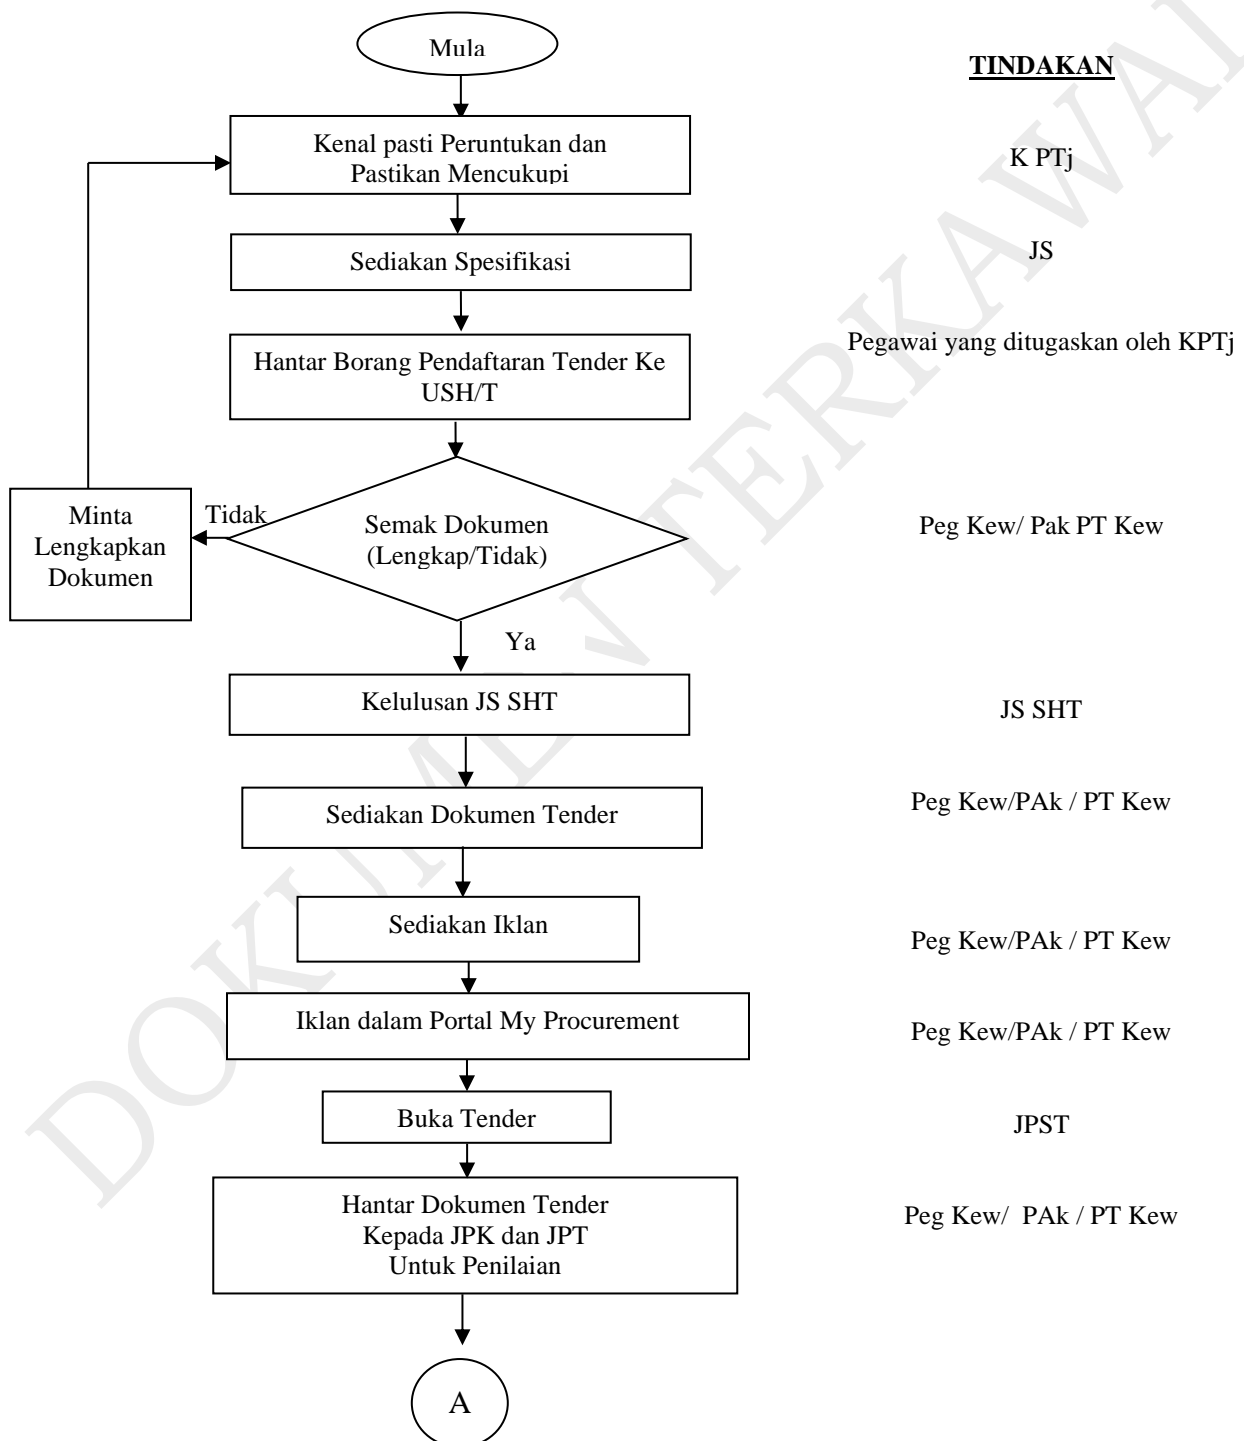 Mula
TINDAKAN
Kenal pasti Peruntukan dan
Pastikan Mencukupi
K PTj
Sediakan Spesifikasi
JS
Hantar Borang Pendaftaran Tender Ke
USH/T
Pegawai yang ditugaskan oleh KPTj
Minta
Lengkapkan
Dokumen
Tidak
Semak Dokumen
(Lengkap/Tidak)
Peg Kew/ Pak PT Kew
Ya
Kelulusan JS SHT
JS SHT
Sediakan Dokumen Tender
Peg Kew/PAk / PT Kew
Sediakan Iklan
Peg Kew/PAk / PT Kew
Iklan dalam Portal My Procurement
Peg Kew/PAk / PT Kew
Buka Tender
JPST
Hantar Dokumen Tender
Kepada JPK dan JPT
Untuk Penilaian
Peg Kew/ PAk / PT Kew
A
DOKUMEN TERKAWAL